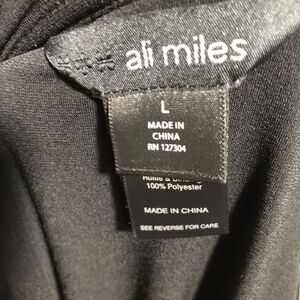 ali miles
L
MADE IN
CHINA
RN 127304
100% Polyester
MADE IN CHINA
SEE REVERSE FOR CARE